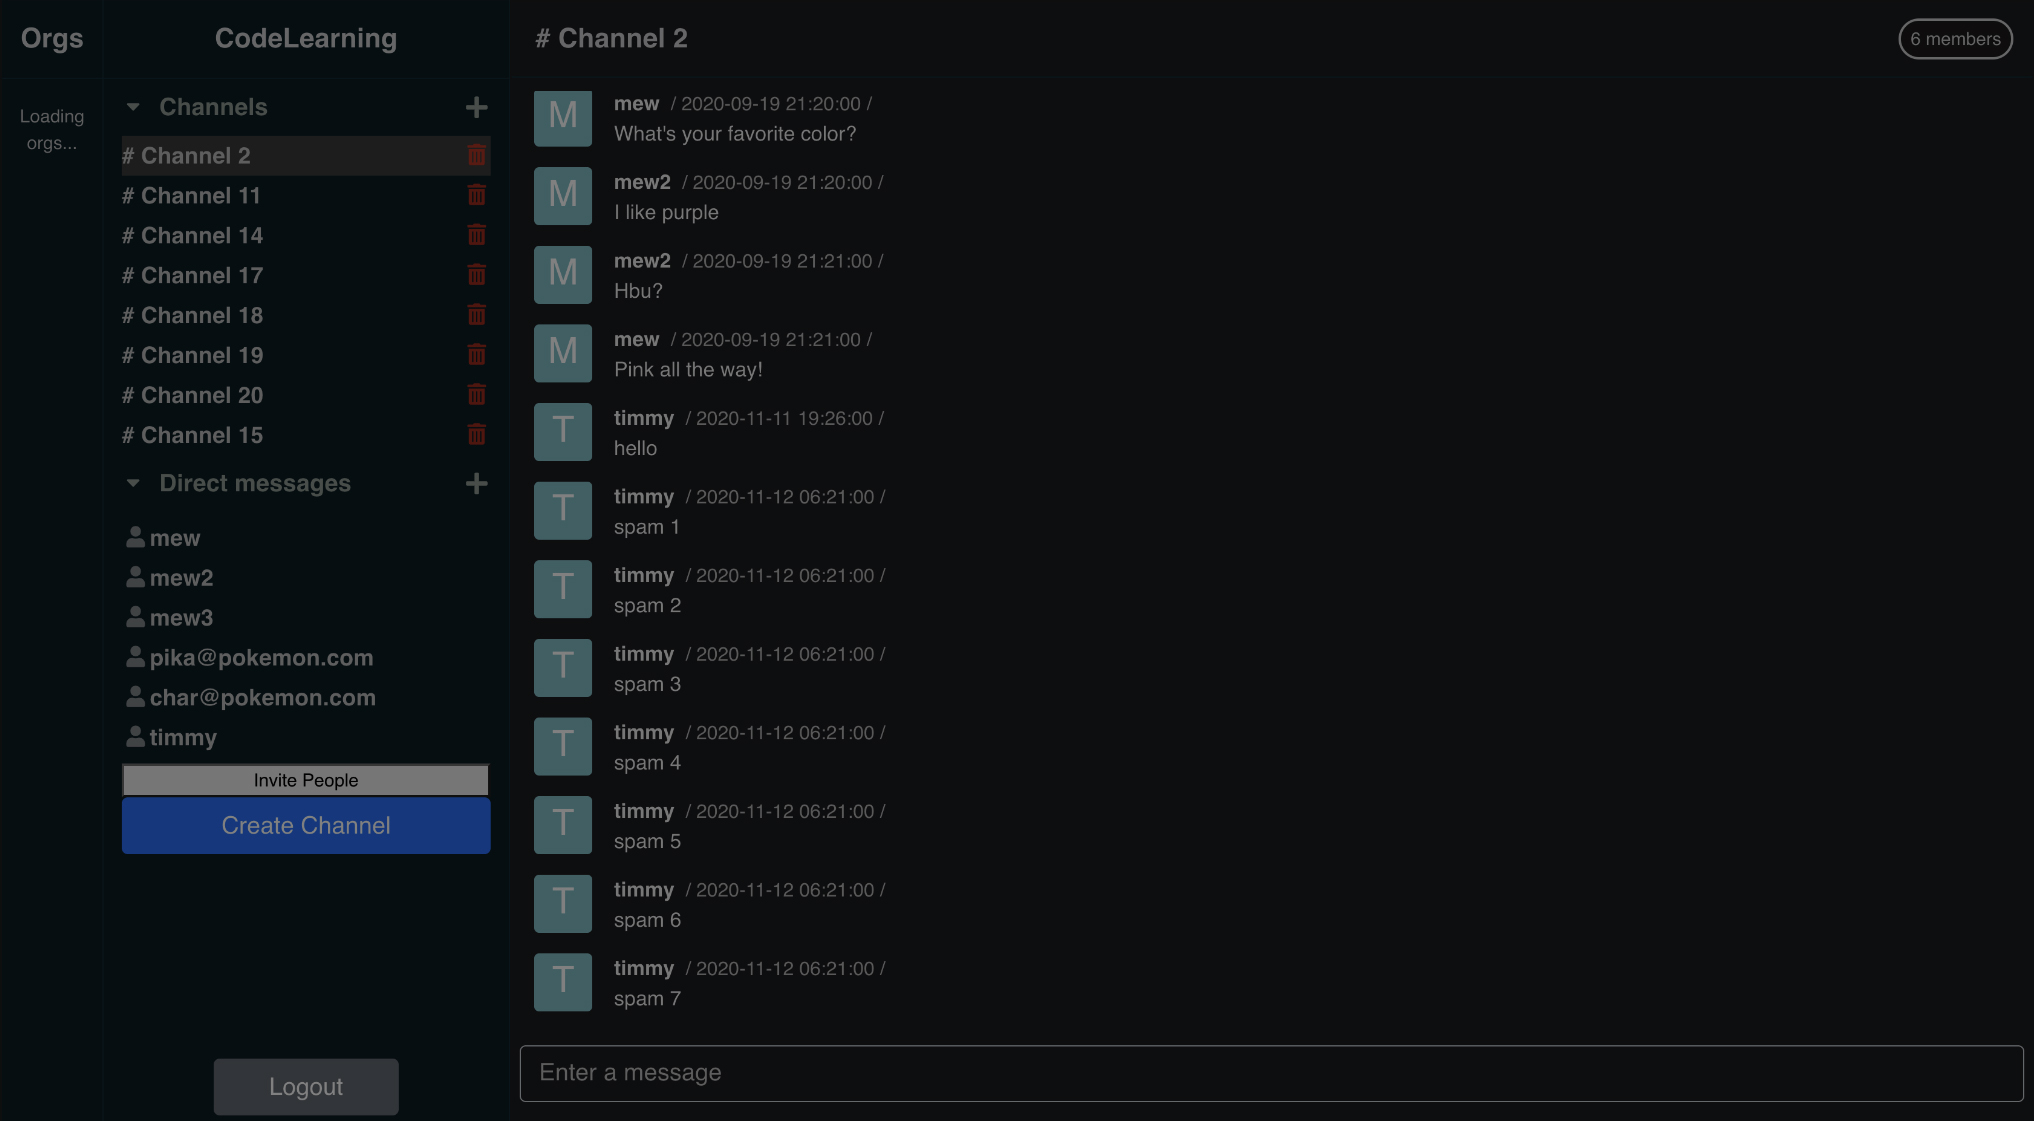 Orgs
Loading
orgs...
CodeLearning
Channels
# Channel 2
# Channel 11
# Channel 14
# Channel 17
# Channel 18
# Channel 19
# Channel 20
# Channel 15
Direct messages
mew
mew2
mew3
pika@pokemon.com
char@pokemon.com
timmy
Invite People
Create Channel
Logout
# Channel 2
6 members
M
mew / 2020-09-19 21:20:00 /
What's your favorite color?
M
mew2 / 2020-09-19 21:20:00 /
I like purple
M
mew2 / 2020-09-19 21:21:00 /
Hbu?
M
mew / 2020-09-19 21:21:00 /
Pink all the way!
T
timmy / 2020-11-11 19:26:00 /
hello
T
timmy / 2020-11-12 06:21:00 /
spam 1
T
timmy / 2020-11-12 06:21:00 /
spam 2
T
timmy / 2020-11-12 06:21:00 /
spam 3
T
timmy / 2020-11-12 06:21:00 /
spam 4
T
timmy / 2020-11-12 06:21:00 /
spam 5
T
timmy / 2020-11-12 06:21:00 /
spam 6
T
timmy / 2020-11-12 06:21:00 /
spam 7
Enter a message